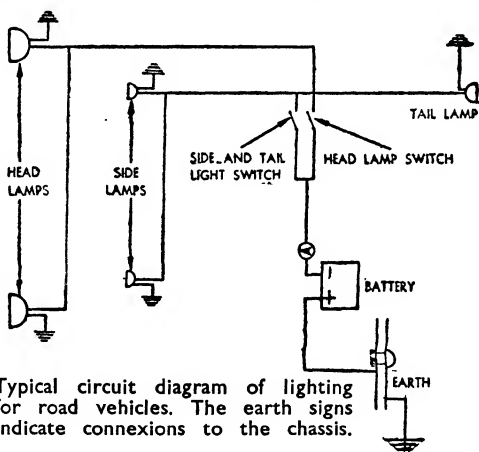 TAIL LAMP
HEAD
LAMPS
SIDE
LAMPS
SIDE AND TAIL
LIGHT SWITCH
HEAD LAMP SWITCH
A
BATTERY
EARTH
Typical circuit diagram of lighting
for road vehicles. The earth signs
indicate connexions to the chassis.